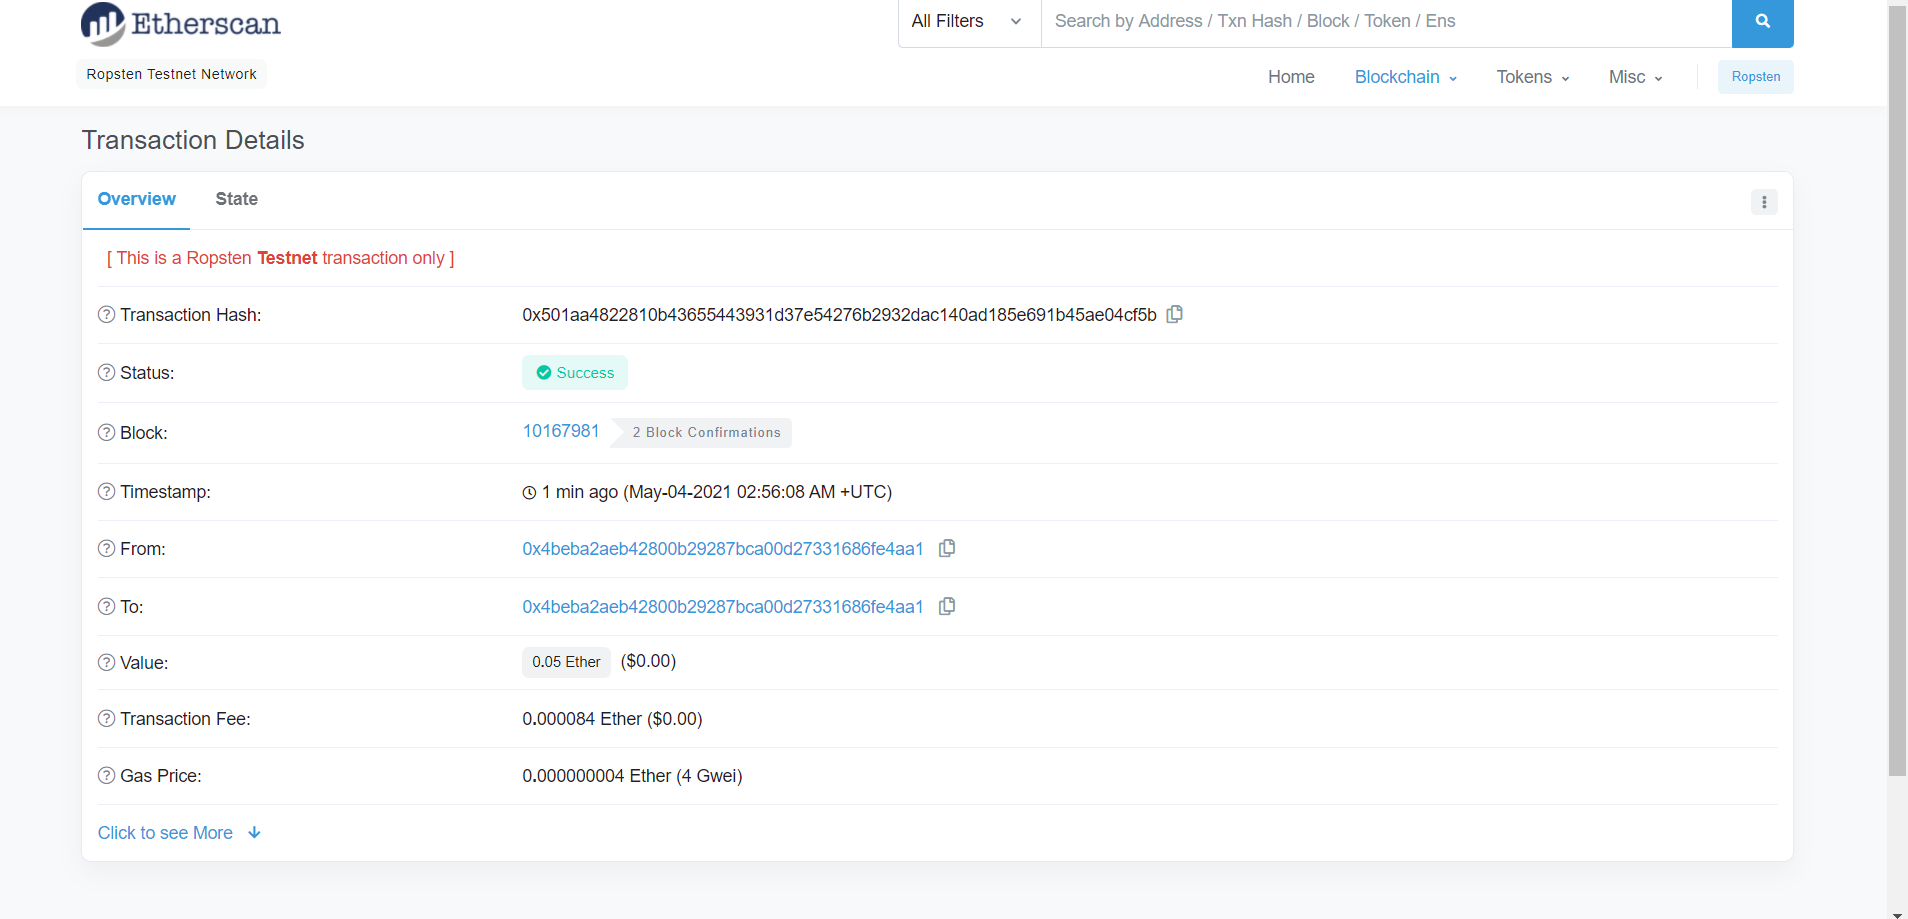 Etherscan
All Filters
Search by Address / Txn Hash / Block / Token / Ens
Ropsten Testnet Network
Home Blockchain Tokens Misc Ropsten
Transaction Details
Overview State
[ This is a Ropsten Testnet transaction only ]
Transaction Hash: 0x501aa4822810b43655443931d37e54276b2932dac140ad185e691b45ae04cf5b
Status: Success
Block: 10167981 2 Block Confirmations
Timestamp: 1 min ago (May-04-2021 02:56:08 AM +UTC)
From: 0x4beba2aeb42800b29287bca00d27331686fe4aa1
To: 0x4beba2aeb42800b29287bca00d27331686fe4aa1
Value: 0.05 Ether ($0.00)
Transaction Fee: 0.000084 Ether ($0.00)
Gas Price: 0.000000004 Ether (4 Gwei)
Click to see More